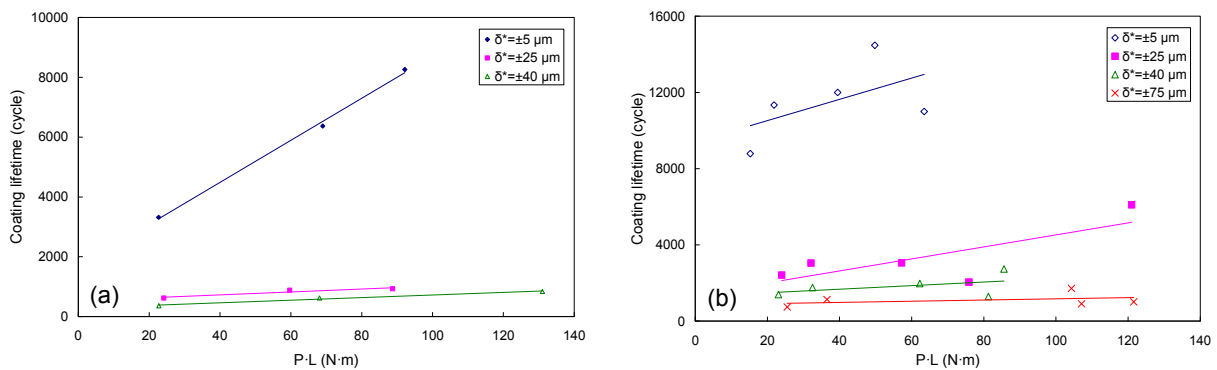 10000
8000
6000
4000
2000
0
Coating lifetime (cycle)
δ*=±5 µm
δ*=±25 µm
δ*=±40 µm
(a)
0 20 40 60 80 100 120 140
P·L (N·m)
16000
12000
8000
4000
0
Coating lifetime (cycle)
δ*=±5 µm
δ*=±25 µm
δ*=±40 µm
δ*=±75 µm
(b)
0 20 40 60 80 100 120 140
P·L (N·m)